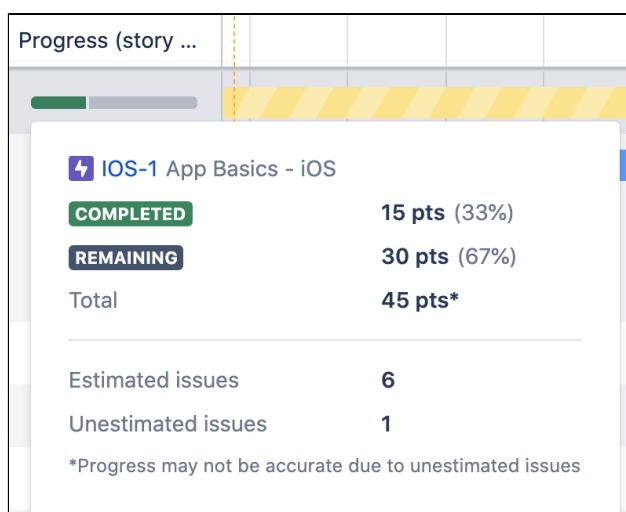 Progress (story ...
IOS-1 App Basics - iOS
COMPLETED 15 pts (33%)
REMAINING 30 pts (67%)
Total 45 pts*
Estimated issues 6
Unestimated issues 1
*Progress may not be accurate due to unestimated issues